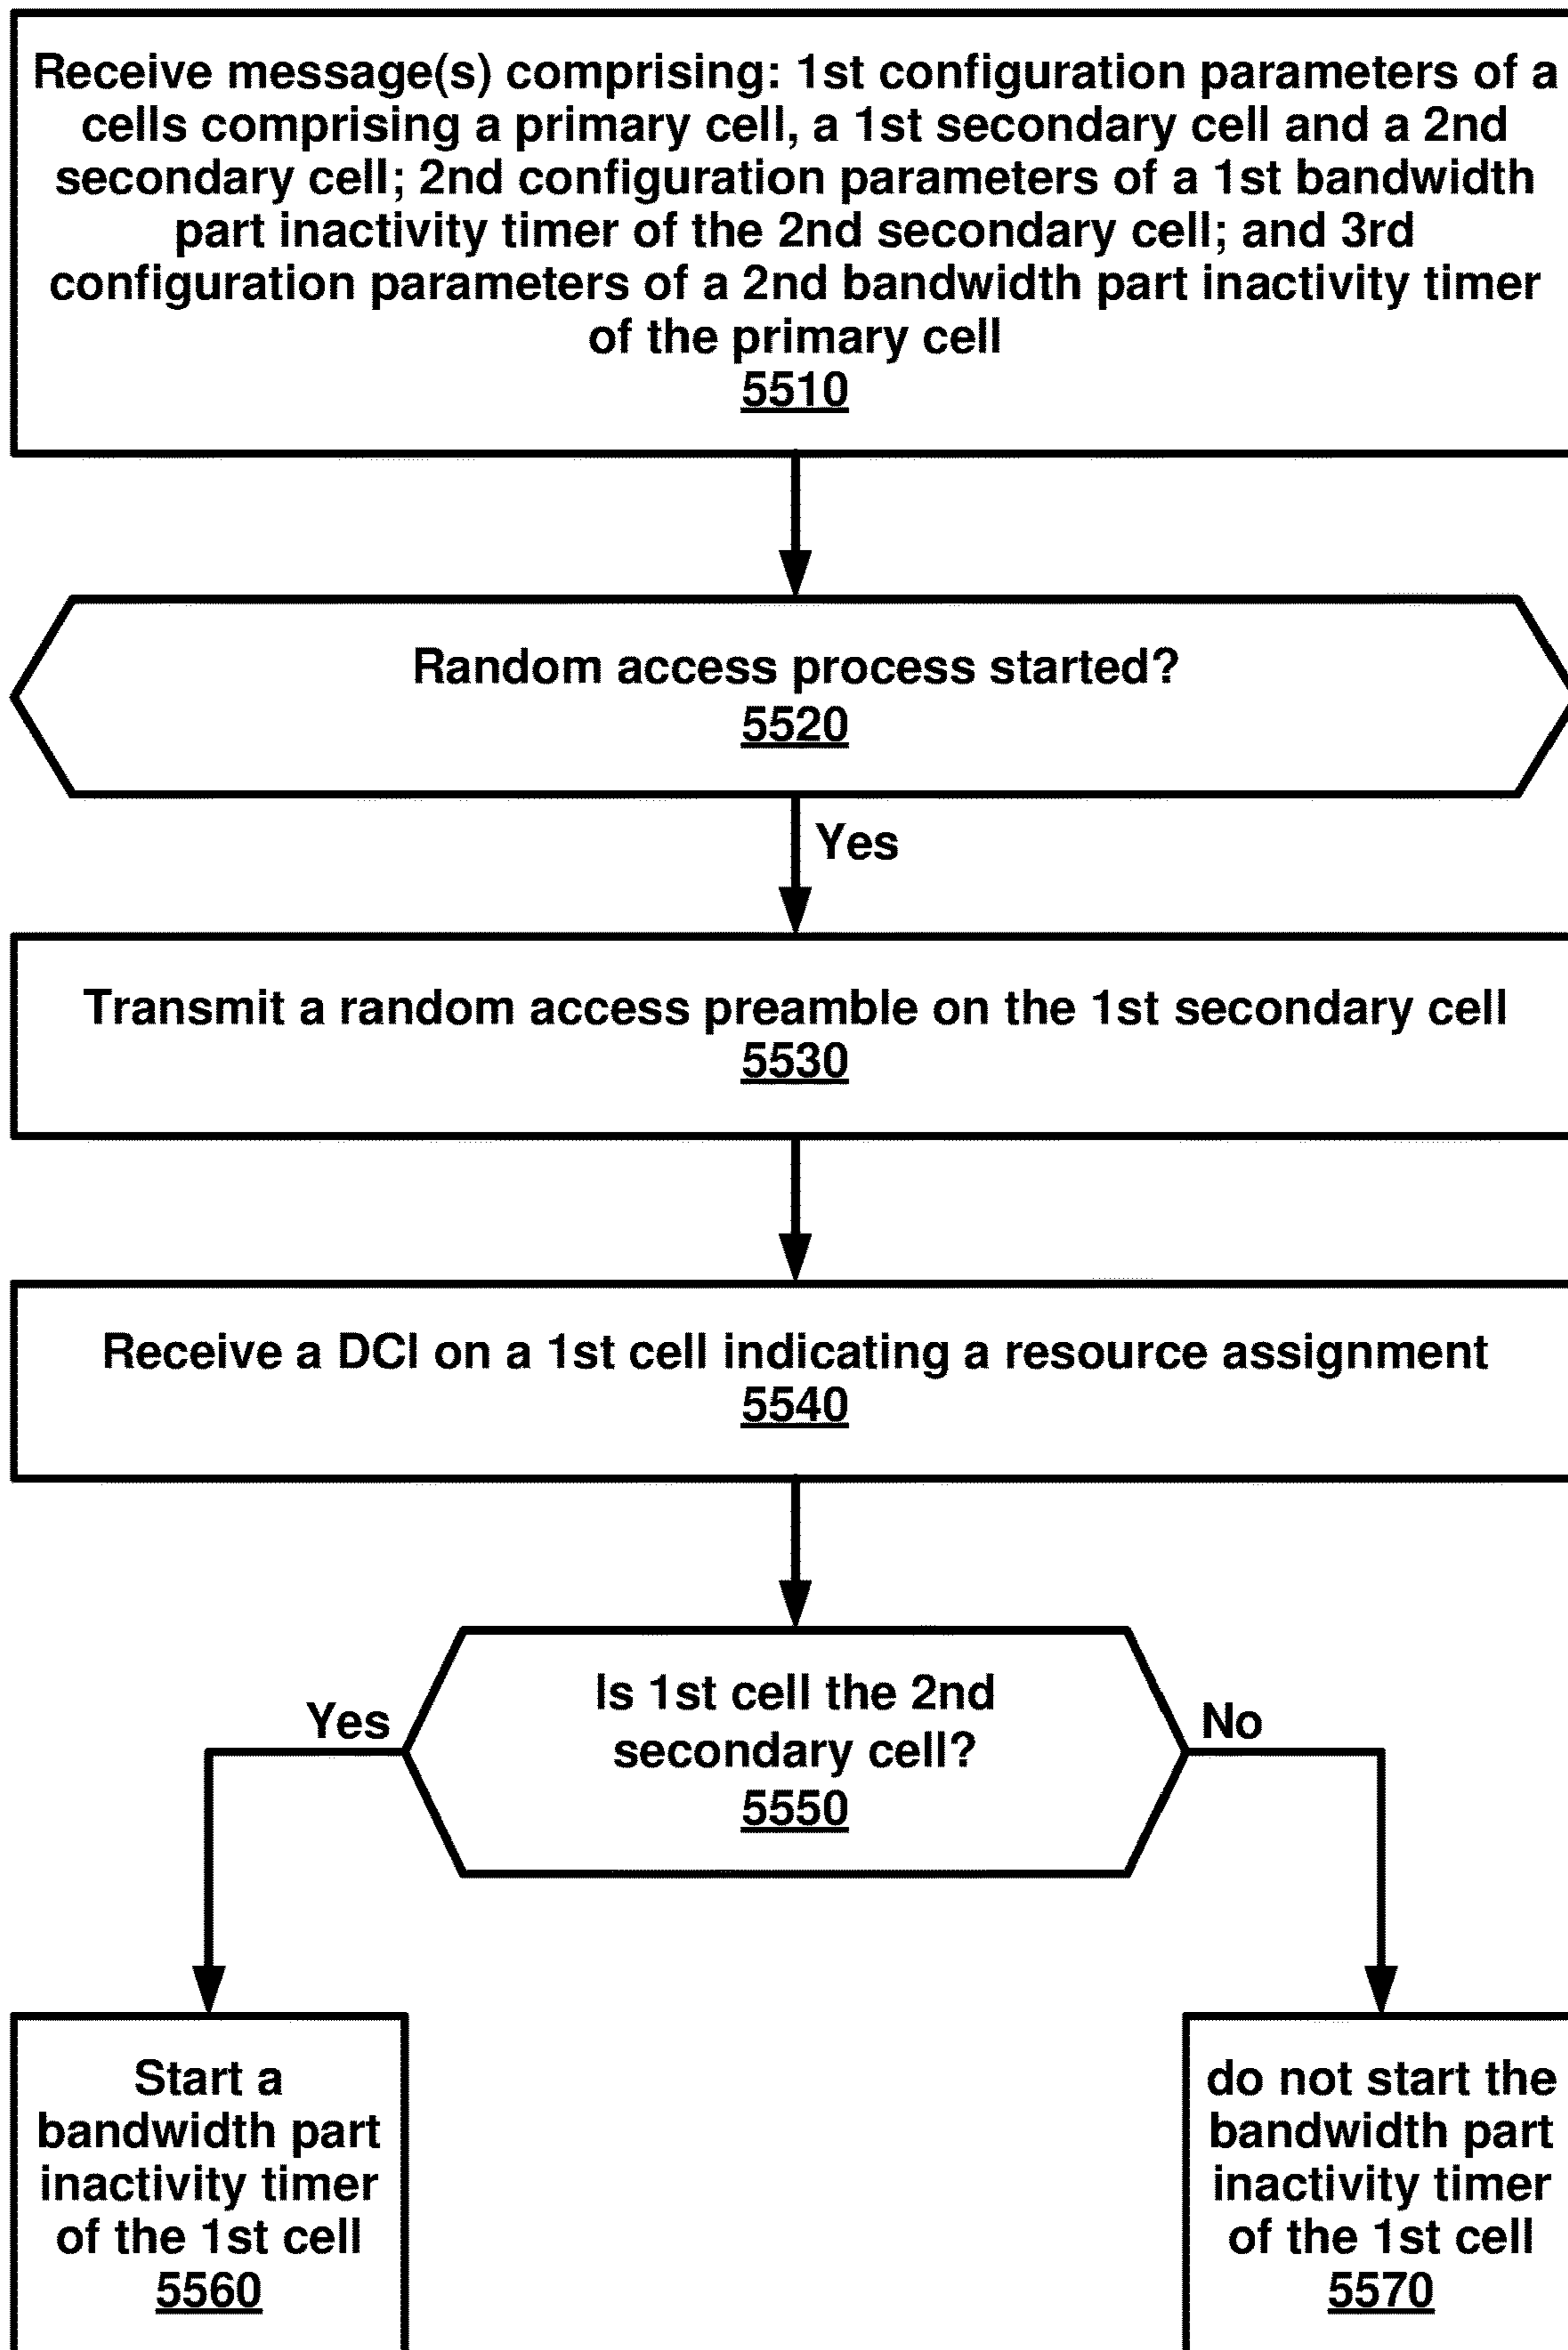 Receive message(s) comprising: 1st configuration parameters of a
cells comprising a primary cell, a 1st secondary cell and a 2nd
secondary cell; 2nd configuration parameters of a 1st bandwidth
part inactivity timer of the 2nd secondary cell; and 3rd
configuration parameters of a 2nd bandwidth part inactivity timer
of the primary cell
5510
Random access process started?
5520
Yes
Transmit a random access preamble on the 1st secondary cell
5530
Receive a DCI on a 1st cell indicating a resource assignment
5540
Is 1st cell the 2nd
secondary cell?
5550
Yes
No
Start a
bandwidth part
inactivity timer
of the 1st cell
5560
do not start the
bandwidth part
inactivity timer
of the 1st cell
5570